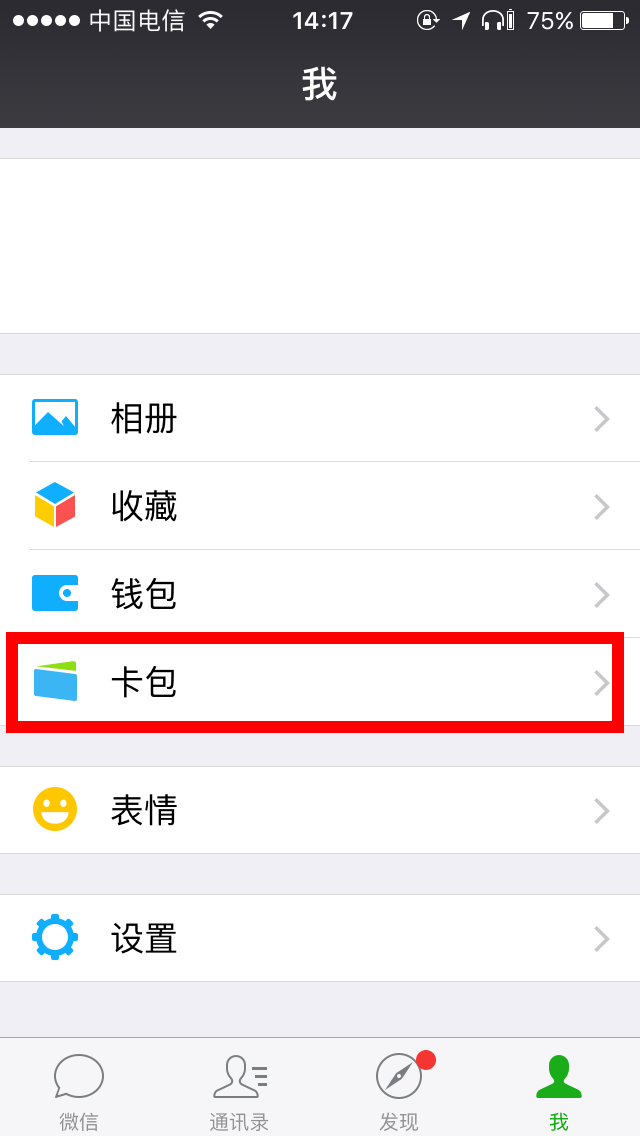 中国电信 14:17 75%
我
相册
收藏
钱包
卡包
表情
设置
微信 通讯录 发现 我